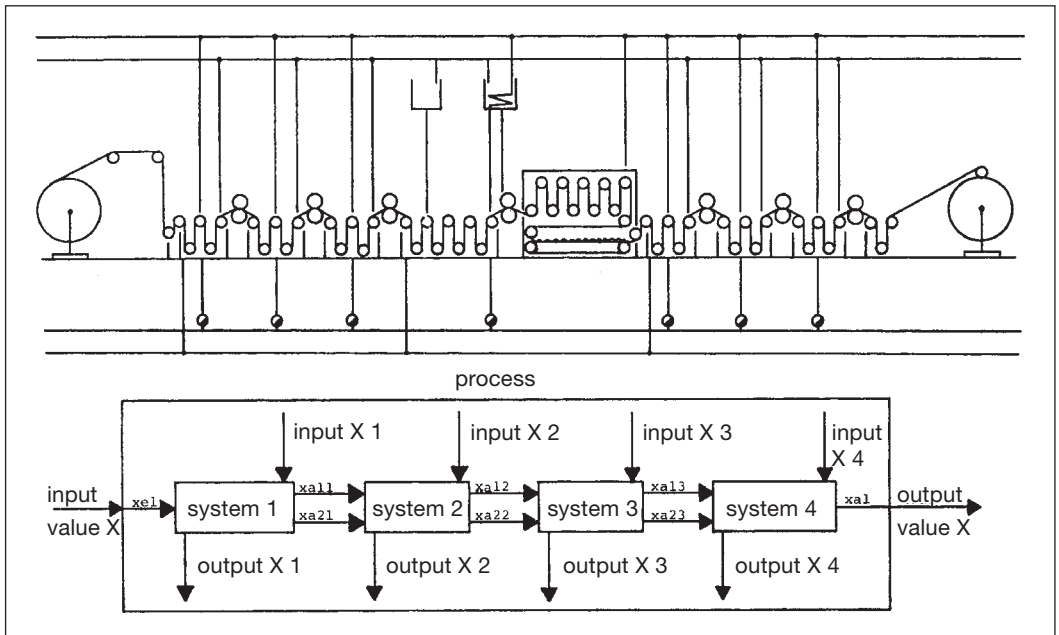 process
input X 1
input X 2
input X 3
input
X 4
input
value X
xe1
system 1
xa11
xa21
system 2
xa12
xa22
system 3
xa13
xa23
system 4
xa1
output
value X
output X 1
output X 2
output X 3
output X 4